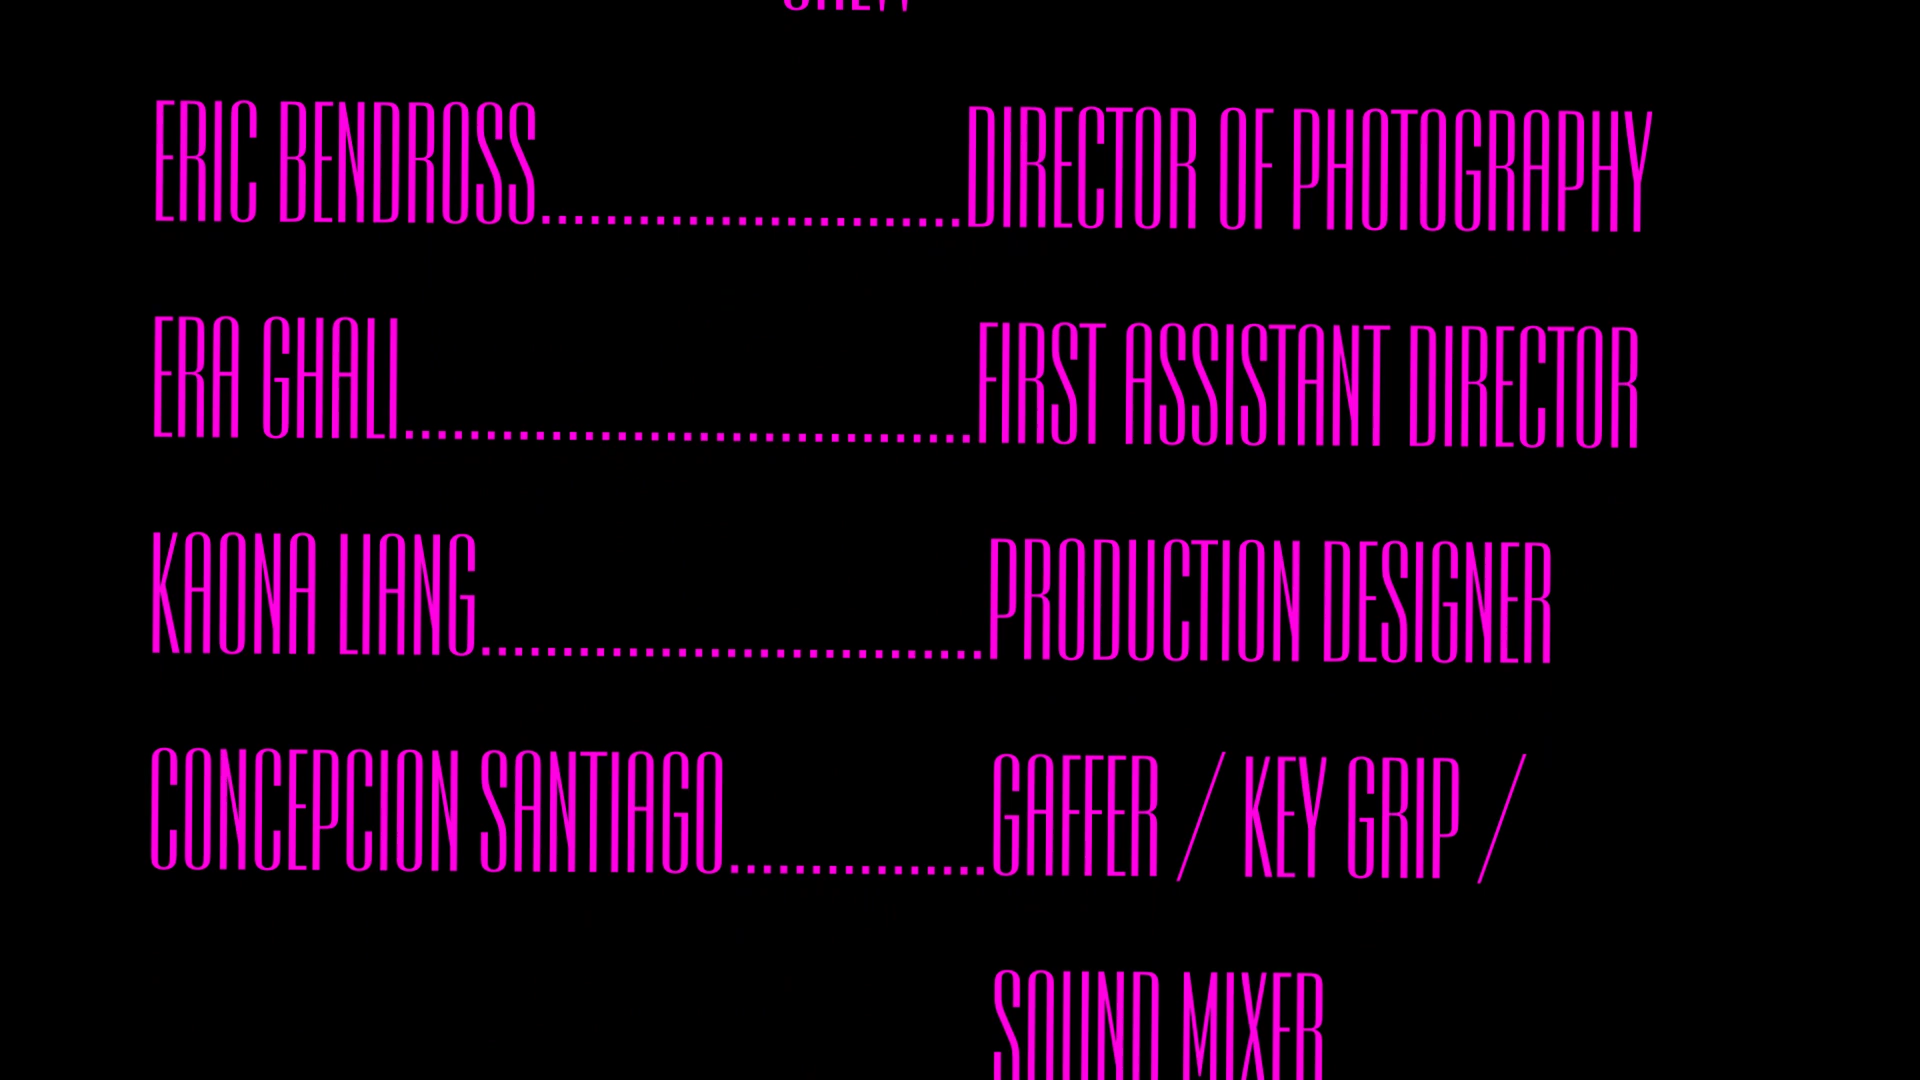 ERIC BENDROSS..........................DIRECTOR OF PHOTOGRAPHY
ERA GHALI...................................FIRST ASSISTANT DIRECTOR
KAONA LIANG...............................PRODUCTION DESIGNER
CONCEPCION SANTIAGO................GAFFER / KEY GRIP /
SOUND MIXER